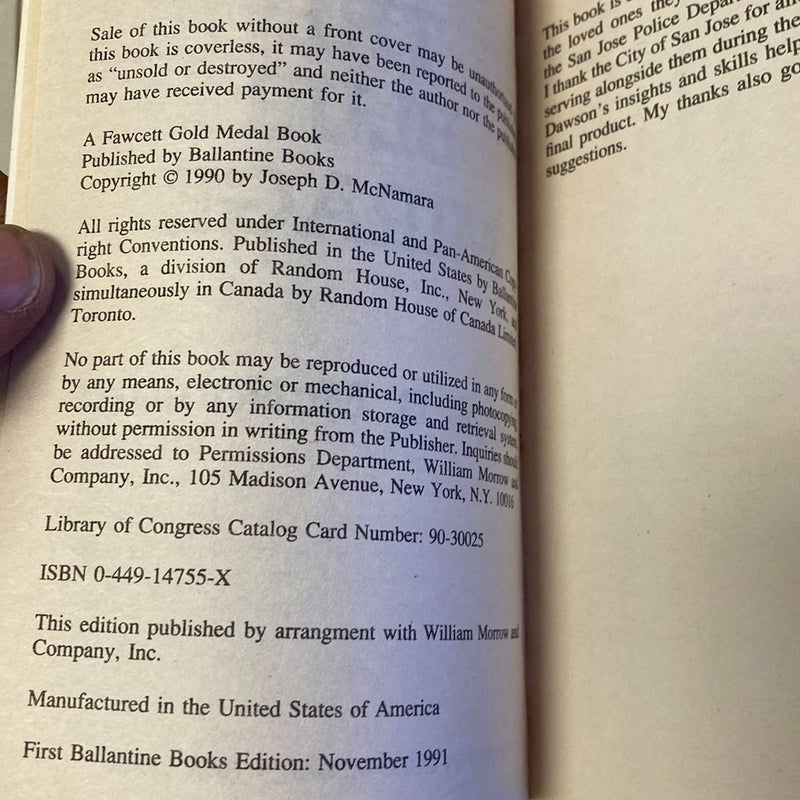 Sale of this book without a front cover may be unauthorized.
this book is coverless, it may have been reported to the
as “unsold or destroyed” and neither the author nor the
may have received payment for it.
A Fawcett Gold Medal Book
Published by Ballantine Books
Copyright © 1990 by Joseph D. McNamara
All rights reserved under International and Pan-American
right Conventions. Published in the United States by Ballantine
Books, a division of Random House, Inc., New York,
simultaneously in Canada by Random House of Canada Limited,
Toronto.
No part of this book may be reproduced or utilized in any form
by any means, electronic or mechanical, including photocopying,
recording or by any information storage and retrieval system,
without permission in writing from the Publisher. Inquiries should
be addressed to Permissions Department, William Morrow and
Company, Inc., 105 Madison Avenue, New York, N.Y. 10016
Library of Congress Catalog Card Number: 90-30025
ISBN 0-449-14755-X
This edition published by arrangment with William Morrow and
Company, Inc.
Manufactured in the United States of America
First Ballantine Books Edition: November 1991
This book is
the loved ones they
the San Jose Police
I thank the City of San Jose for
serving alongside them during the
Dawson's insights and skills
final product. My thanks also
suggestions.